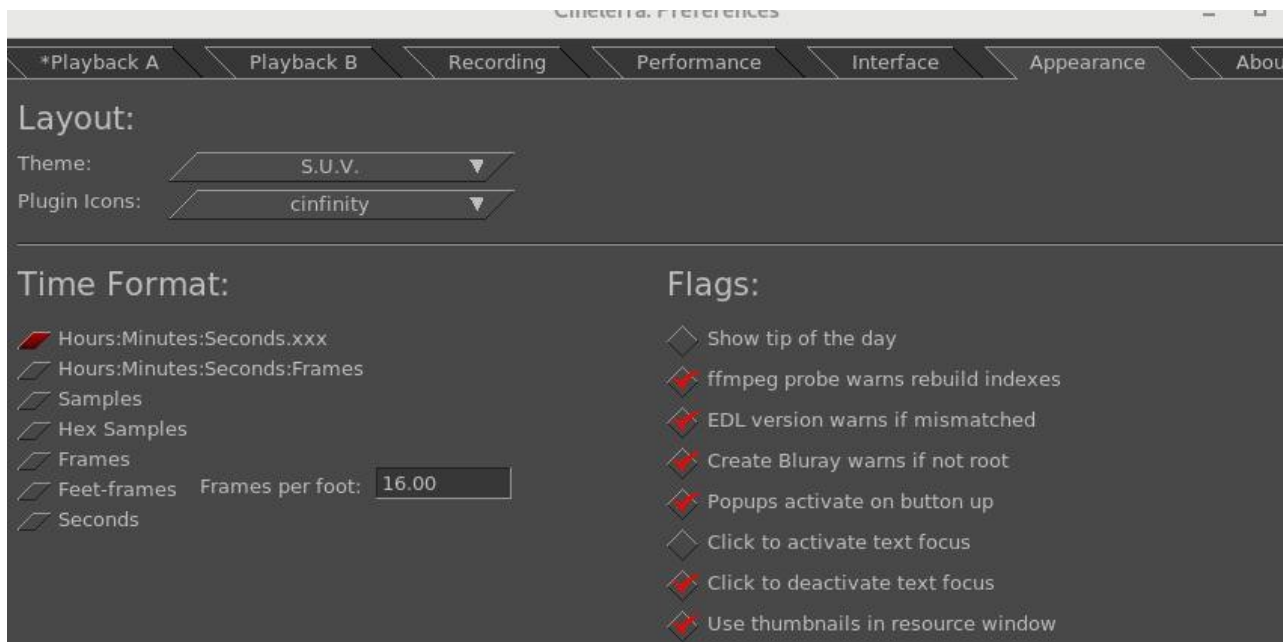 Cinelerra: Preferences
*Playback A
Playback B
Recording
Performance
Interface
Appearance
Abou
Layout:
Theme: S.U.V.
Plugin Icons: cinfinity
Time Format:
Hours:Minutes:Seconds.xxx
Hours:Minutes:Seconds:Frames
Samples
Hex Samples
Frames
Feet-frames Frames per foot: 16.00
Seconds
Flags:
Show tip of the day
ffmpeg probe warns rebuild indexes
EDL version warns if mismatched
Create Bluray warns if not root
Popups activate on button up
Click to activate text focus
Click to deactivate text focus
Use thumbnails in resource window